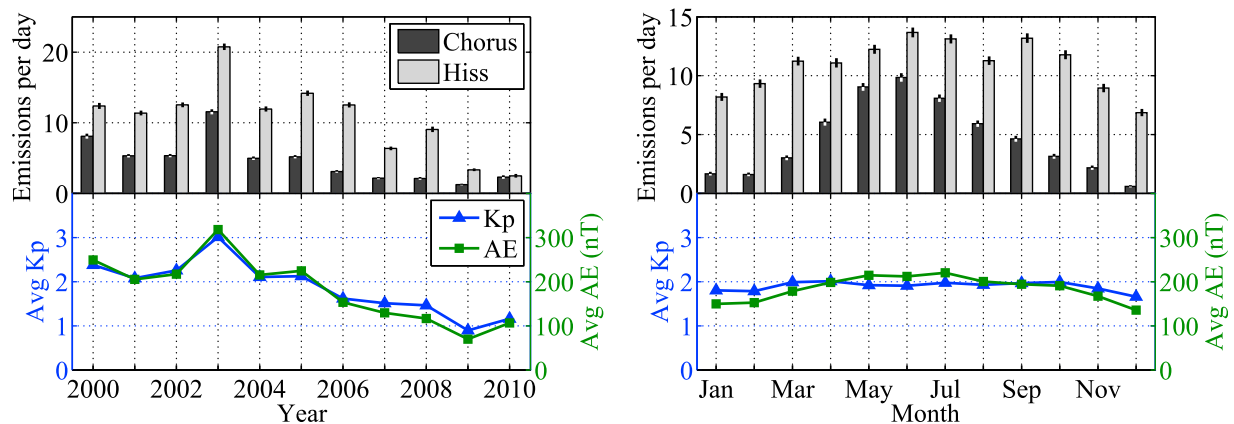 Emissions per day
20
10
0
Chorus
Hiss
Avg Kp
3
2
1
0
Kp
AE
300
200
100
0
Avg AE (nT)
2000 2002 2004 2006 2008 2010
Year
Emissions per day
15
10
5
0
Avg Kp
3
2
1
0
300
200
100
0
Avg AE (nT)
Jan Mar May Jul Sep Nov
Month